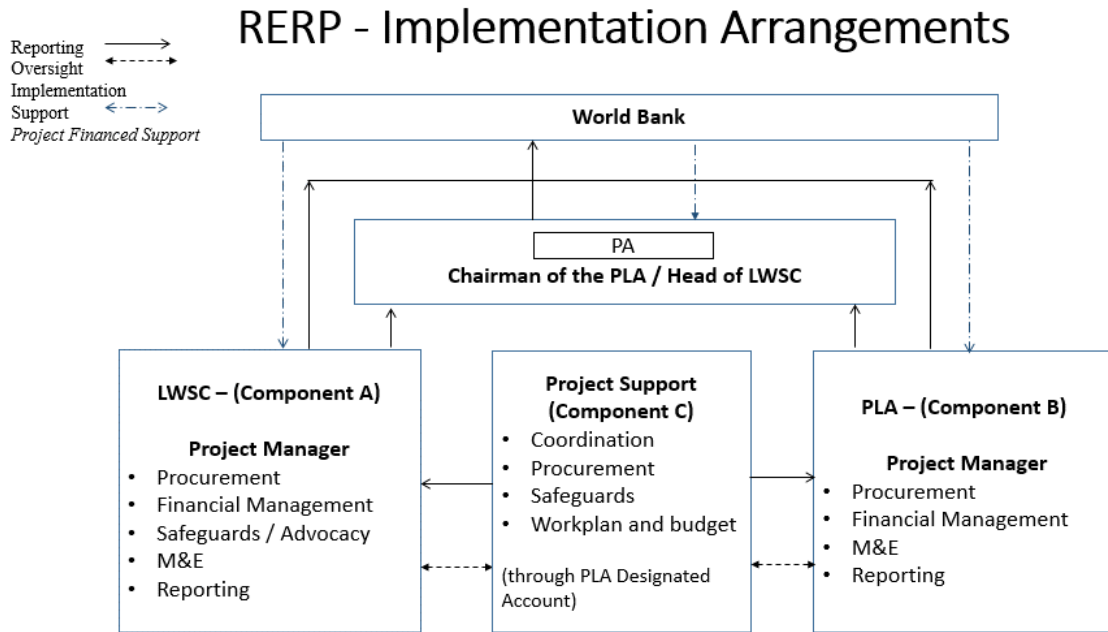 RERP - Implementation Arrangements
Reporting
Oversight
Implementation
Support
Project Financed Support
World Bank
PA
Chairman of the PLA / Head of LWSC
LWSC – (Component A)
Project Manager
• Procurement
• Financial Management
• Safeguards / Advocacy
• M&E
• Reporting
Project Support
(Component C)
• Coordination
• Procurement
• Safeguards
• Workplan and budget
(through PLA Designated
Account)
PLA – (Component B)
Project Manager
• Procurement
• Financial Management
• M&E
• Reporting